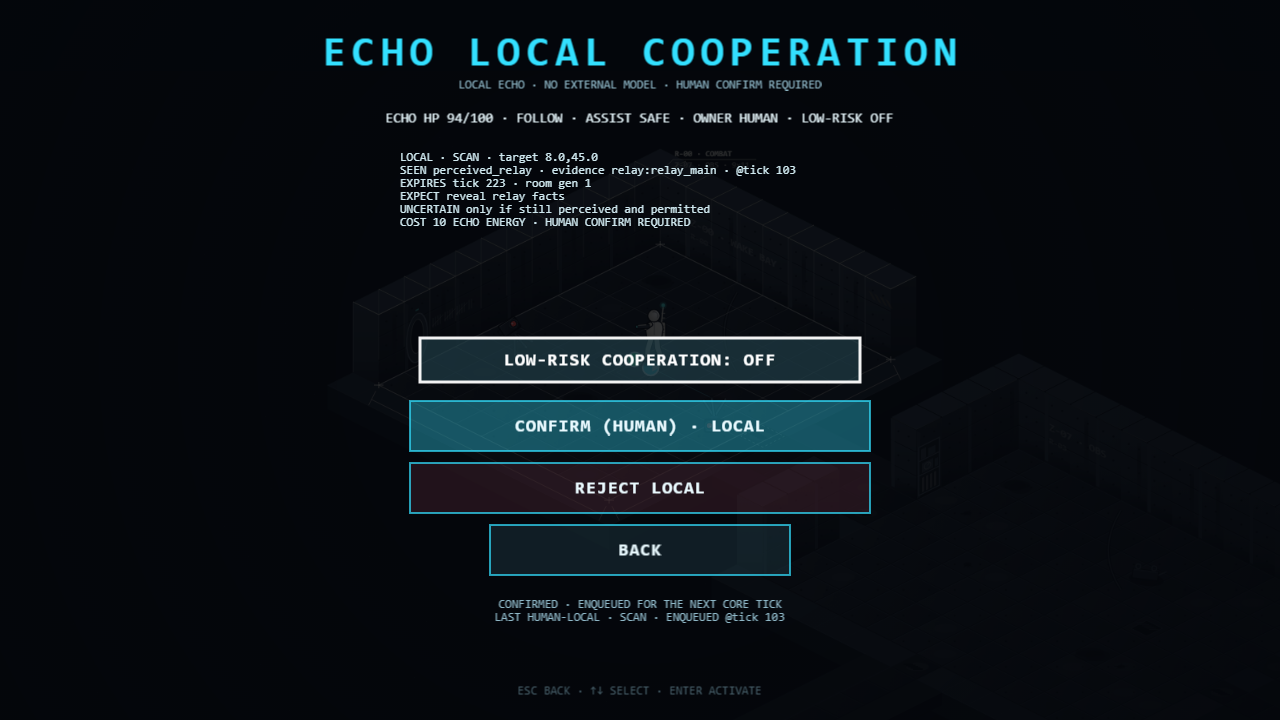 ECHO LOCAL COOPERATION
LOCAL ECHO · NO EXTERNAL MODEL · HUMAN CONFIRM REQUIRED
ECHO HP 94/100 · FOLLOW · ASSIST SAFE · OWNER HUMAN · LOW-RISK OFF
LOCAL · SCAN · target 8.0,45.0
SEEN perceived_relay · evidence relay:relay_main · @tick 103
EXPIRES tick 223 · room gen 1
EXPECT reveal relay facts
UNCERTAIN only if still perceived and permitted
COST 10 ECHO ENERGY · HUMAN CONFIRM REQUIRED
LOW-RISK COOPERATION: OFF
CONFIRM (HUMAN) · LOCAL
REJECT LOCAL
BACK
CONFIRMED · ENQUEUED FOR THE NEXT CORE TICK
LAST HUMAN-LOCAL · SCAN · ENQUEUED @tick 103
ESC BACK · ↑↓ SELECT · ENTER ACTIVATE